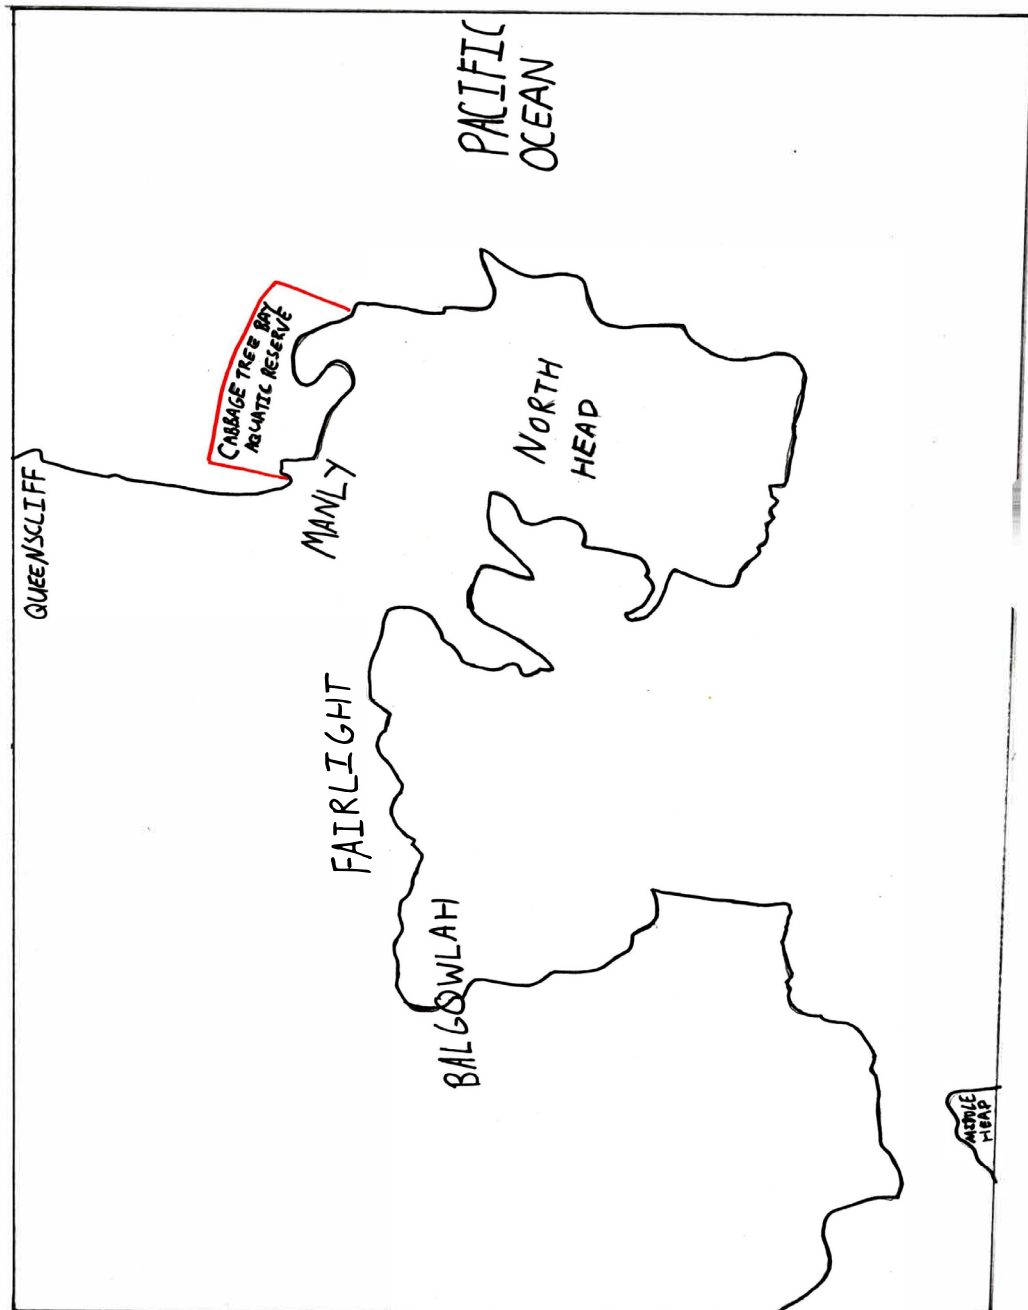 PACIFIC
OCEAN
CABBAGE TREE BAY
AQUATIC RESERVE
QUEENSCLIFF
MANLY
NORTH
HEAD
FAIRLIGHT
BALGOWLAH
MIDDLE
HEAD